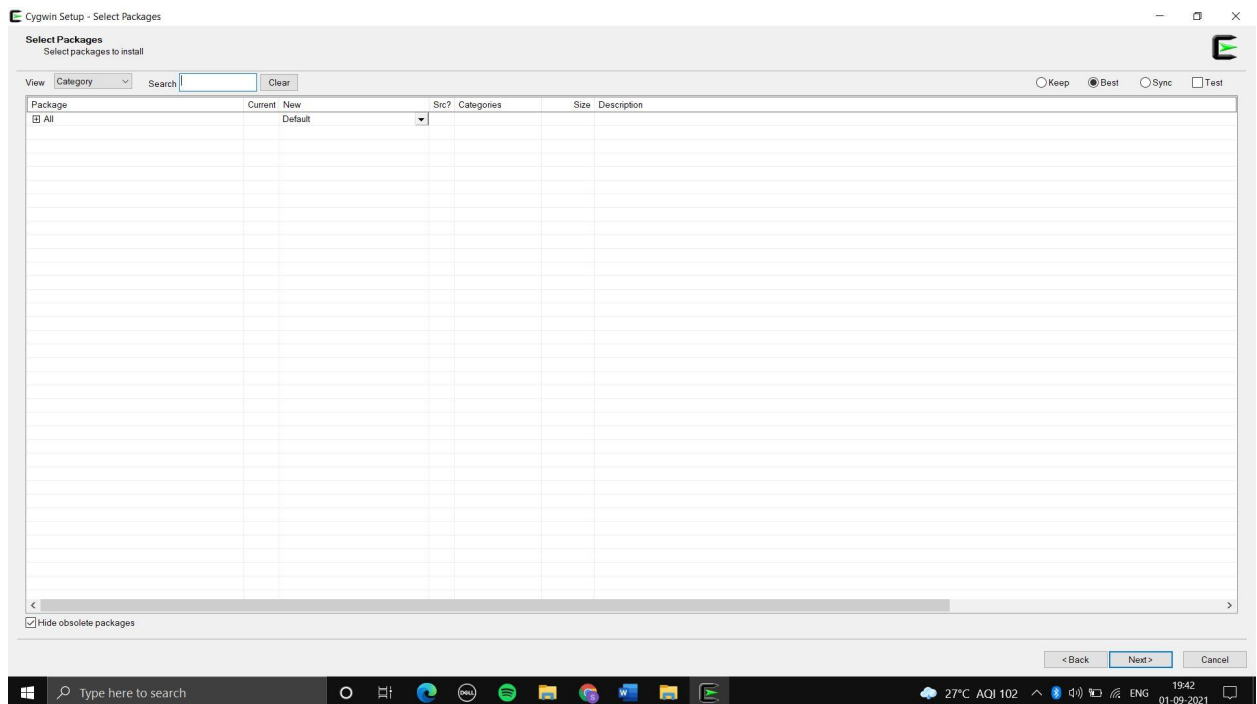 Cygwin Setup - Select Packages
Select Packages
Select packages to install
View Category Search Clear Keep Best Sync Test
Package Current New Src? Categories Size Description
All Default
Hide obsolete packages
< Back Next > Cancel
Type here to search DELL W 27°C AQI 102 ENG 19:42
01-09-2021